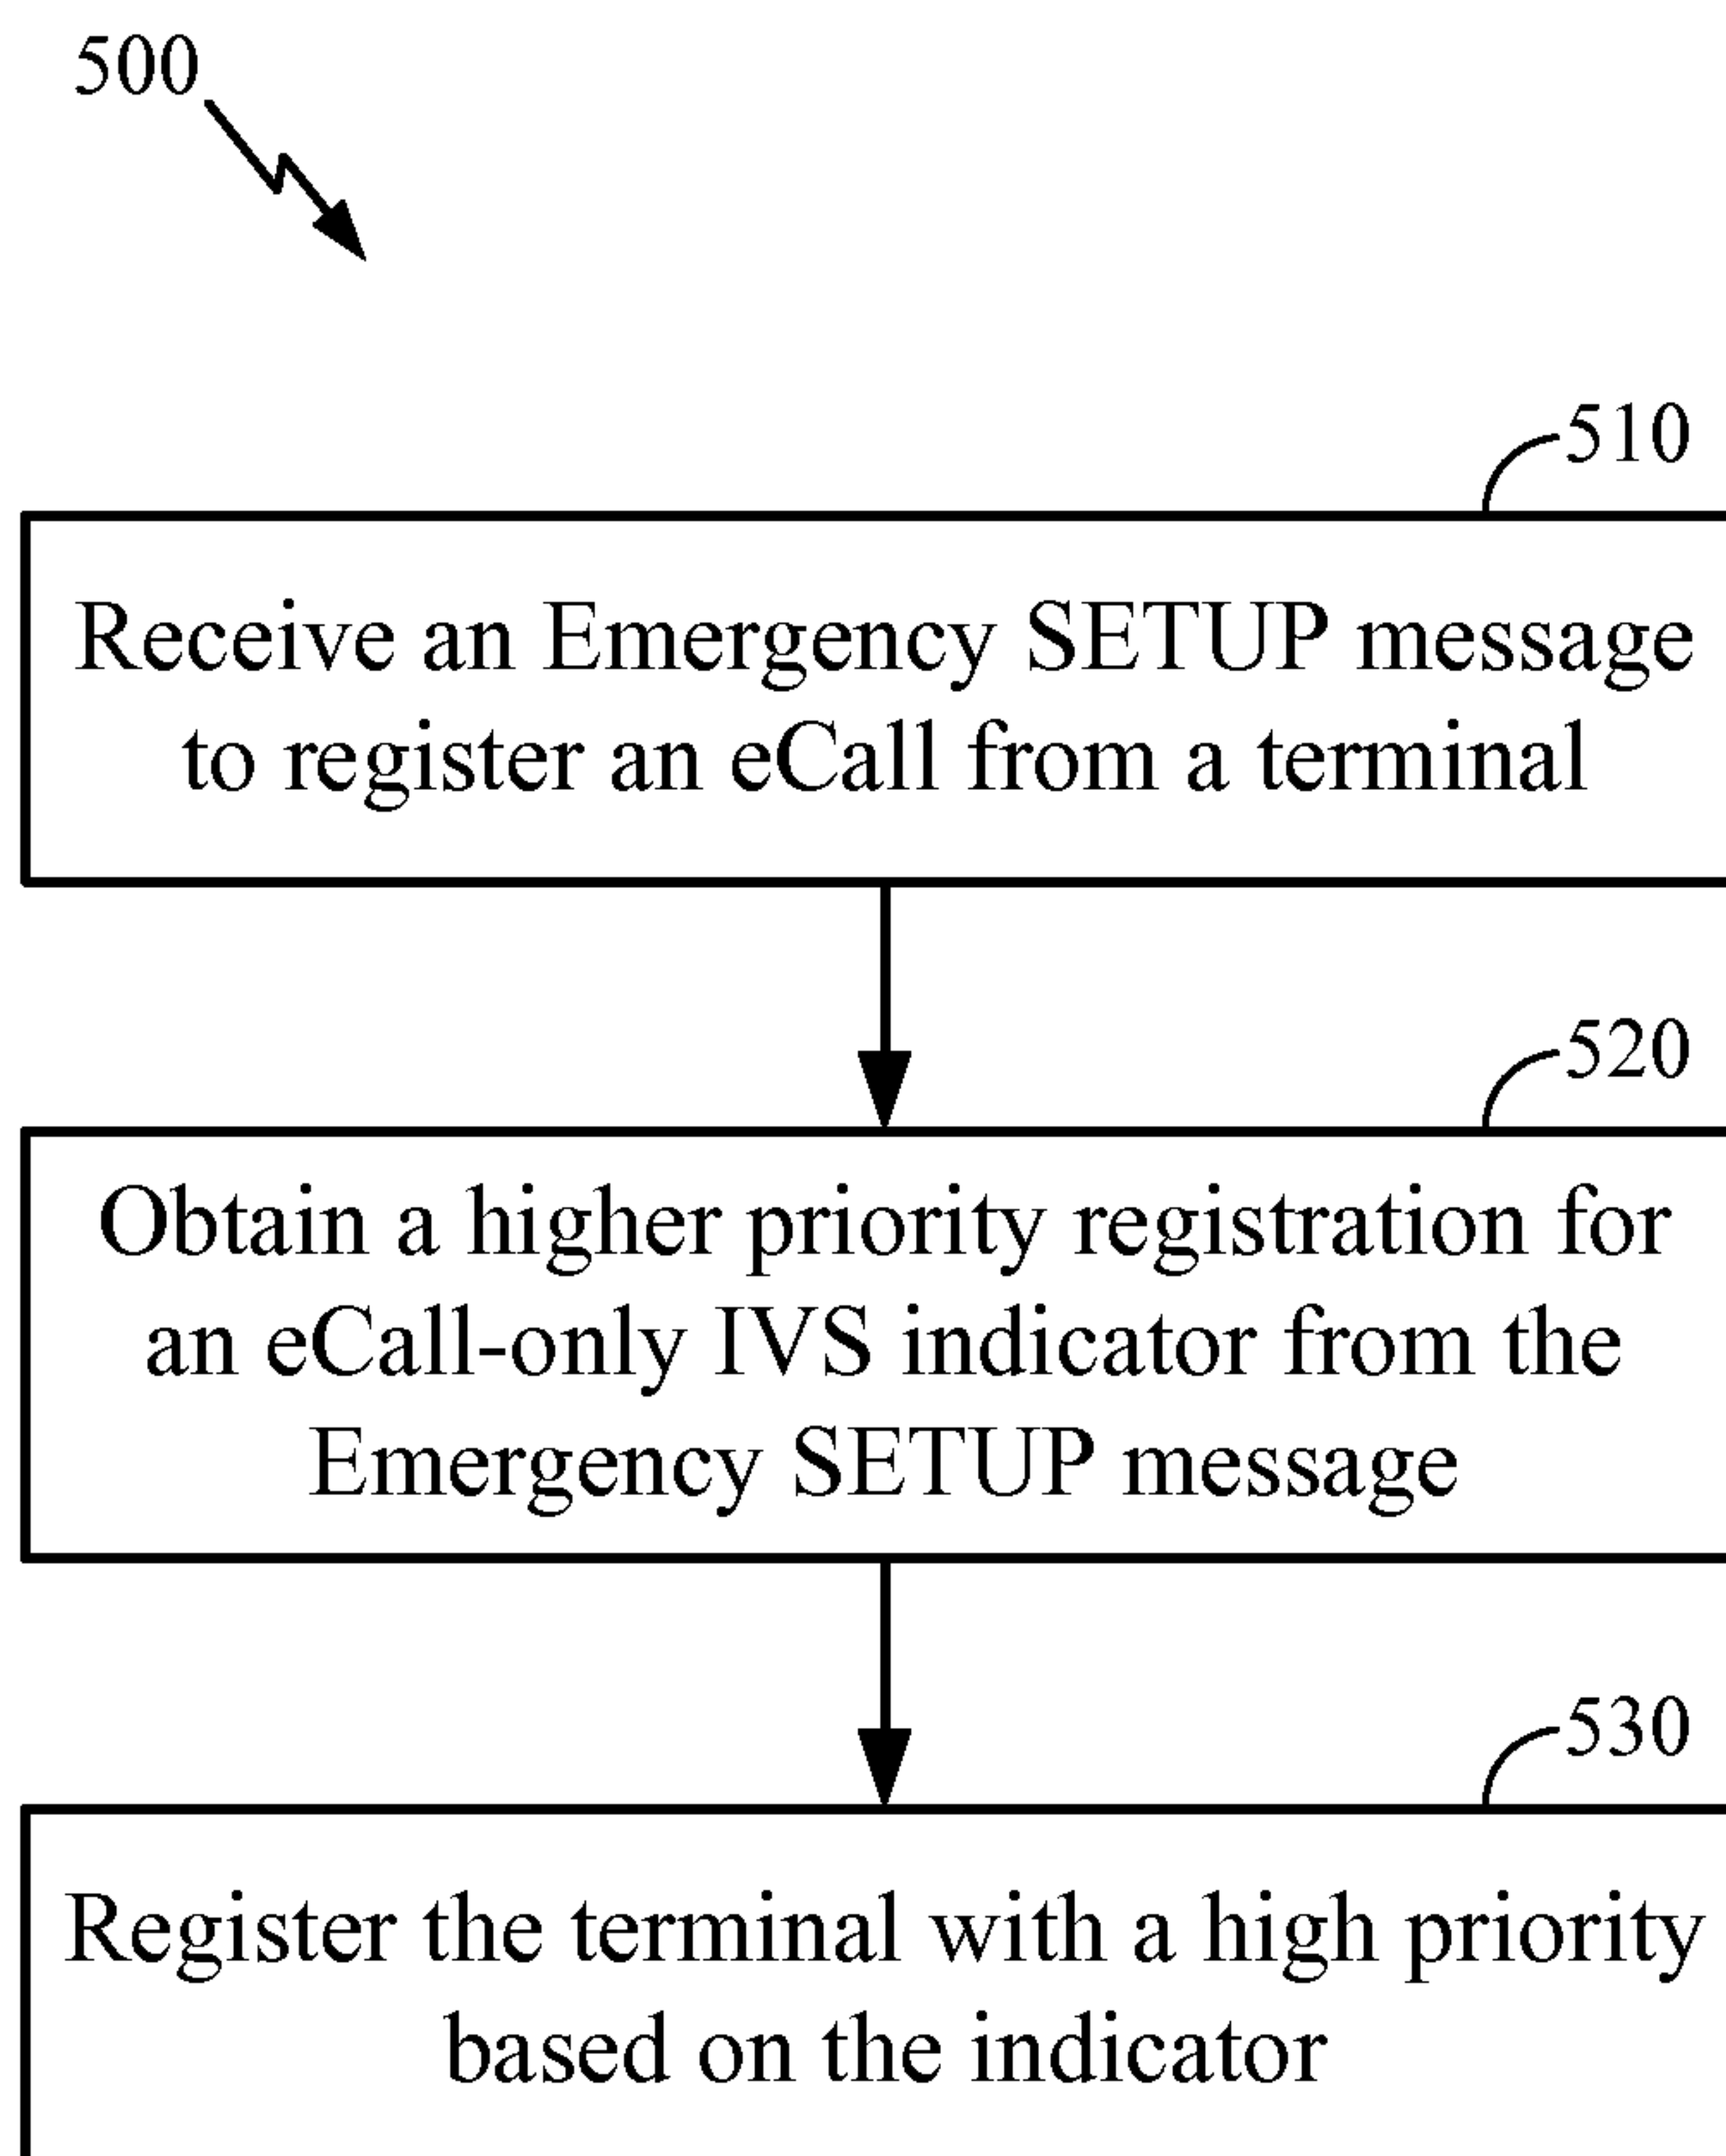 500
510
Receive an Emergency SETUP message
to register an eCall from a terminal
520
Obtain a higher priority registration for
an eCall-only IVS indicator from the
Emergency SETUP message
530
Register the terminal with a high priority
based on the indicator